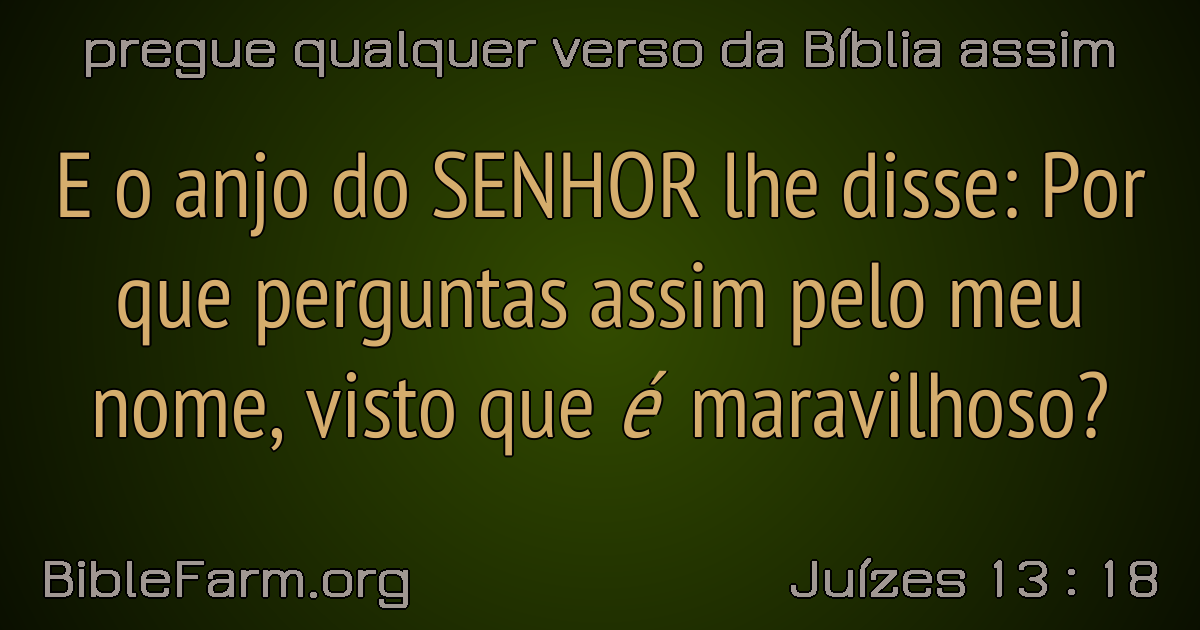 pregue qualquer verso da Bíblia assim
E o anjo do SENHOR lhe disse: Por
que perguntas assim pelo meu
nome, visto que é maravilhoso?
BibleFarm.org
Juízes 13 : 18